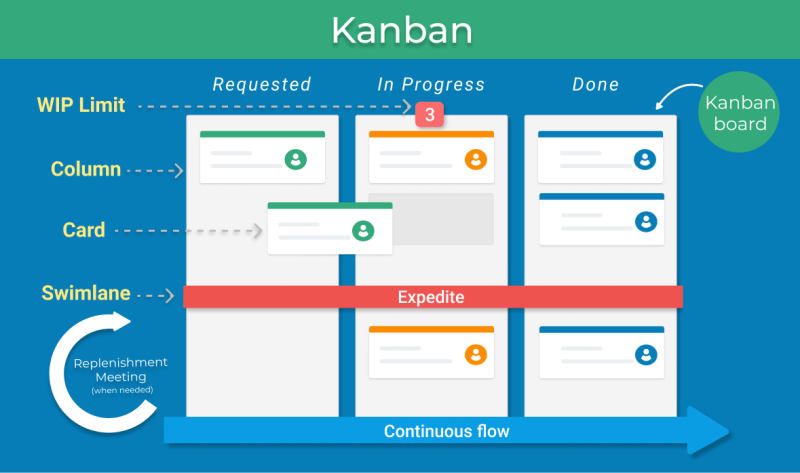 Kanban
Requested
In Progress
Done
WIP Limit
3
Kanban
board
Column
Card
Swimlane
Expedite
Replenishment
Meeting
(when needed)
Continuous flow